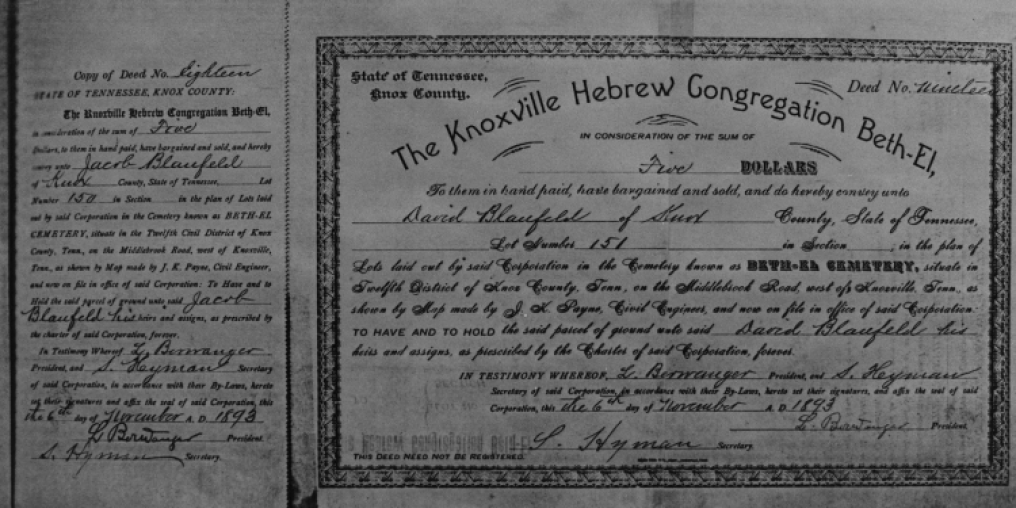 Copy of Deed No. Eighteen
STATE OF TENNESSEE, KNOX COUNTY:
The Knoxville Hebrew Congregation Beth-El,
in consideration of the sum of Five
Dollars, to them in hand paid, have bargained and sold, and hereby
convey unto Jacob Blaufeld
of Knox County, State of Tennessee, Lot
Number 150 in Section in the plan of Lots laid
out by said Corporation in the Cemetery known as BETH-EL
CEMETERY, situate in the Twelfth Civil District of Knox
County, Tenn., on the Middlebrook Road, west of Knoxville,
Tenn., as shown by Map made by J. K. Payne, Civil Engineer,
and now on file in office of said Corporation: To Have and to
Hold the said parcel of ground unto said Jacob
Blaufeld his heirs and assigns, as prescribed by
the charter of said Corporation, forever.
In Testimony Whereof L. Borwanger
President, and S. Heyman Secretary
of said Corporation, in accordance with their By-Laws, hereto
set their signatures and affix the seal of said Corporation, this
the 6th day of November A. D. 1893
L. Borwanger President.
S. Hyman Secretary.
State of Tennessee,
Knox County.
Deed No.
The Knoxville Hebrew Congregation Beth-El,
IN CONSIDERATION OF THE SUM OF
Five DOLLARS
To them in hand paid, have bargained and sold, and do hereby convey unto
David Blaufeld of Knox County, State of Tennessee,
Lot Number 151 in Section , in the plan of
Lots laid out by said Corporation in the Cemetery known as BETH-EL CEMETERY, situate in
Twelfth District of Knox County, Tenn., on the Middlebrook Road, west of Knoxville, Tenn., as
shown by Map made by J. K. Payne, Civil Engineer, and now on file in office of said Corporation:
TO HAVE AND TO HOLD the said parcel of ground unto said David Blaufeld his
heirs and assigns, as prescribed by the Charter of said Corporation, forever.
IN TESTIMONY WHEREOF, L. Borwanger President, and S. Heyman
Secretary of said Corporation, in accordance with their By-Laws, hereto set their signatures, and affix the seal of said
Corporation, this the 6th day of November A. D. 1893
L. Borwanger President.
S. Hyman Secretary.
THIS DEED NEED NOT BE REGISTERED.